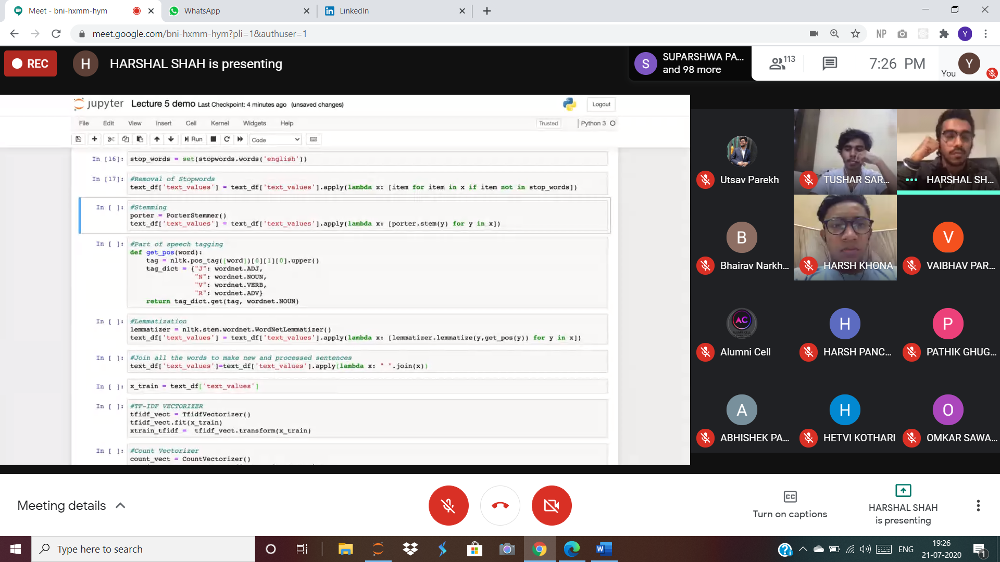 Meet - bni-hxmm-hym
WhatsApp
LinkedIn
meet.google.com/bni-hxmm-hym?pli=1&authuser=1
NP
Y
REC
H
HARSHAL SHAH is presenting
S
SUPARSHWA PA...
and 98 more
113
7:26 PM
You
Y
jupyter
Lecture 5 demo Last Checkpoint: 4 minutes ago (unsaved changes)
Logout
File Edit View Insert Cell Kernel Widgets Help
Trusted
Python 3
Run
Code
In [16]: stop_words = set(stopwords.words('english'))
In [17]: #Removal of Stopwords
text_df['text_values'] = text_df['text_values'].apply(lambda x: [item for item in x if item not in stop_words])
In [ ]: #Stemming
porter = PorterStemmer()
text_df['text_values'] = text_df['text_values'].apply(lambda x: [porter.stem(y) for y in x])
In [ ]: #Part of speech tagging
def get_pos(word):
tag = nltk.pos_tag([word])[0][1][0].upper()
tag_dict = {"J": wordnet.ADJ,
"N": wordnet.NOUN,
"V": wordnet.VERB,
"R": wordnet.ADV}
return tag_dict.get(tag, wordnet.NOUN)
In [ ]: #Lemmatization
lemmatizer = nltk.stem.wordnet.WordNetLemmatizer()
text_df['text_values'] = text_df['text_values'].apply(lambda x: [lemmatizer.lemmatize(y,get_pos(y)) for y in x])
In [ ]: #Join all the words to make new and processed sentences
text_df['text_values']=text_df['text_values'].apply(lambda x: " ".join(x))
In [ ]: x_train = text_df['text_values']
In [ ]: #TF-IDF VECTORIZER
tfidf_vect = TfidfVectorizer()
tfidf_vect.fit(x_train)
xtrain_tfidf = tfidf_vect.transform(x_train)
In [ ]: #Count Vectorizer
count_vect = CountVectorizer()
Utsav Parekh
TUSHAR SAR...
HARSHAL SH...
B
Bhairav Narkh...
HARSH KHONA
V
VAIBHAV PAR...
AC
Alumni Cell
H
HARSH PANC...
P
PATHIK GHUG...
A
ABHISHEK PA...
H
HETVI KOTHARI
O
OMKAR SAWA...
Meeting details
CC
Turn on captions
HARSHAL SHAH
is presenting
Type here to search
W
ENG
19:26
21-07-2020
1